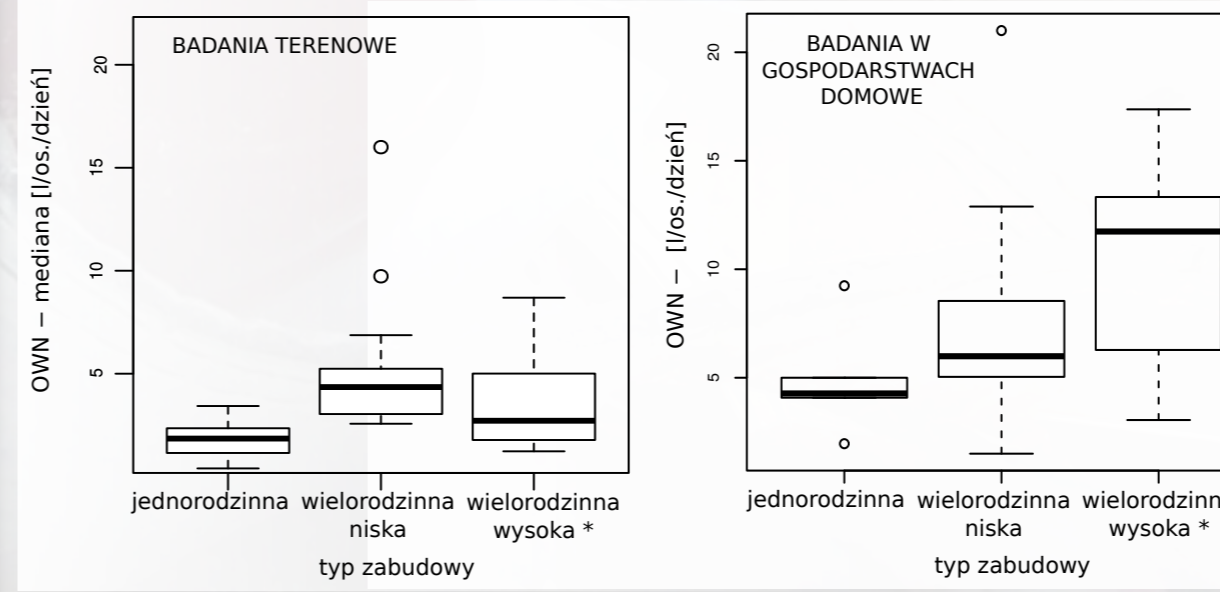 BADANIA TERENOWE
OWN – mediana [l/os./dzień]
20
15
10
5
jednorodzinna
wielorodzinna
niska
wielorodzinna
wysoka *
typ zabudowy
BADANIA W
GOSPODARSTWACH
DOMOWE
OWN – [l/os./dzień]
20
15
10
5
jednorodzinna
wielorodzinna
niska
wielorodzinn
wysoka *
typ zabudowy